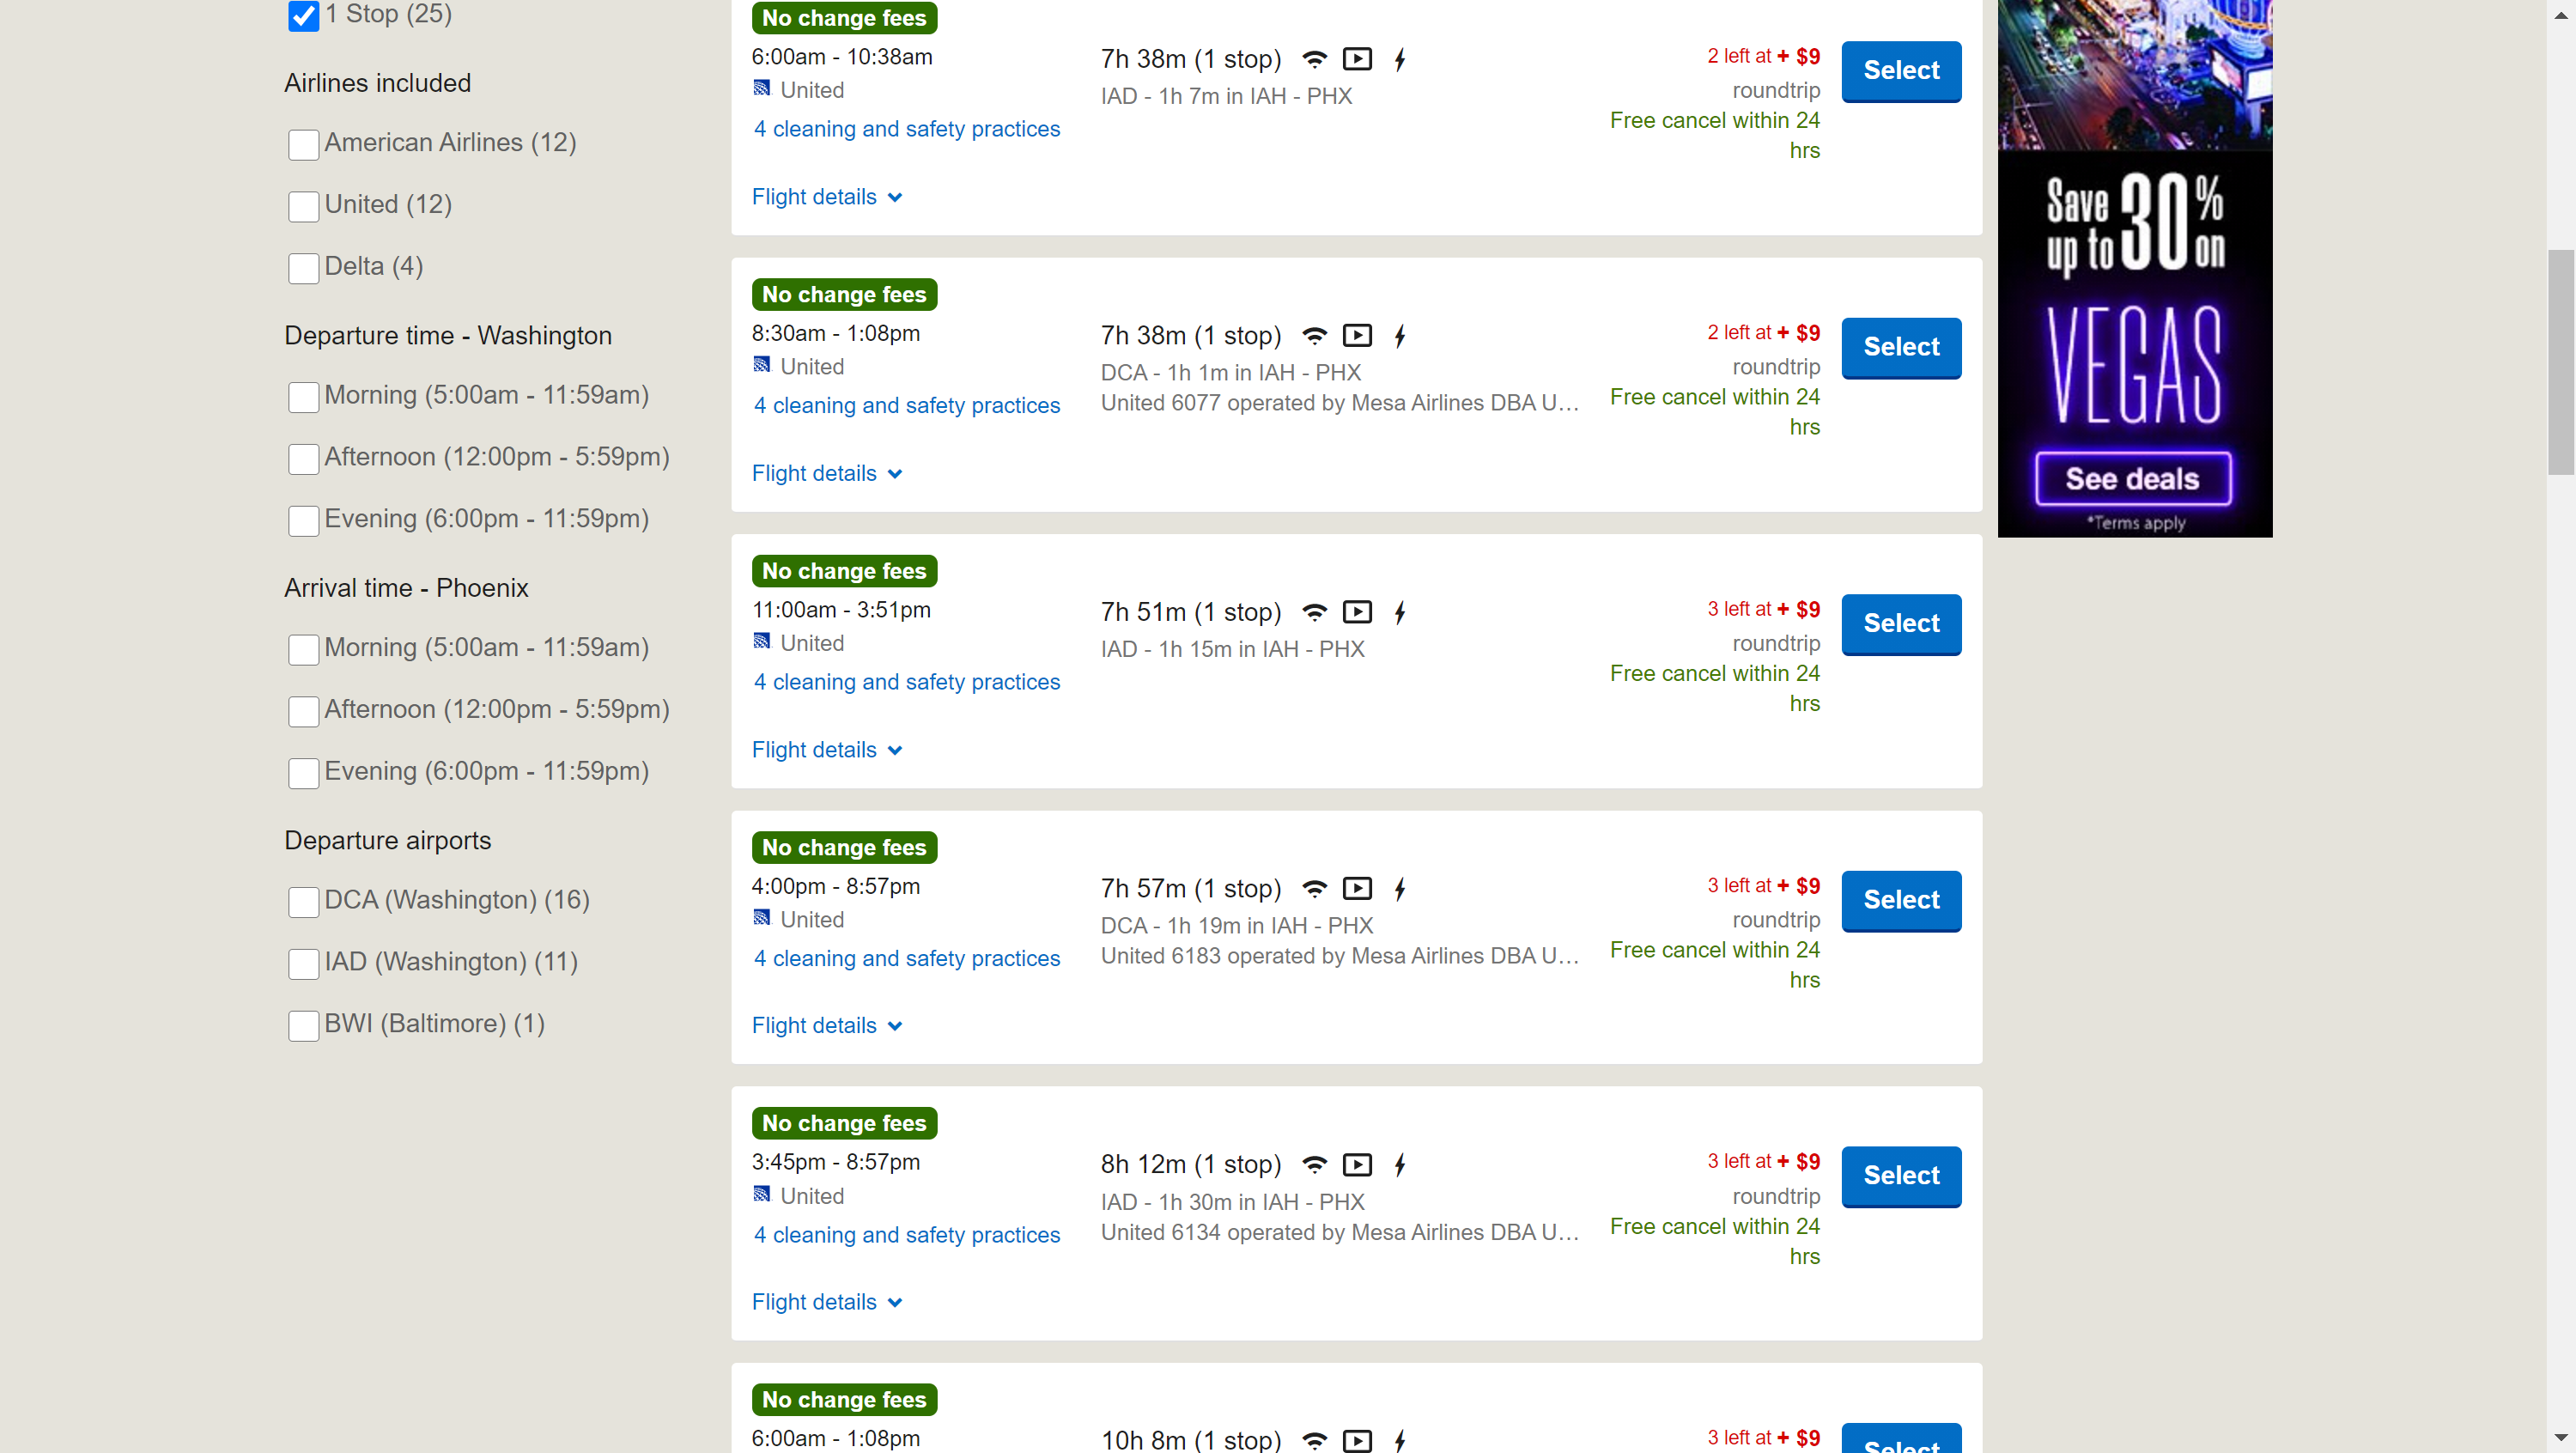 1 Stop (25)
Airlines included
American Airlines (12)
United (12)
Delta (4)
Departure time - Washington
Morning (5:00am - 11:59am)
Afternoon (12:00pm - 5:59pm)
Evening (6:00pm - 11:59pm)
Arrival time - Phoenix
Morning (5:00am - 11:59am)
Afternoon (12:00pm - 5:59pm)
Evening (6:00pm - 11:59pm)
Departure airports
DCA (Washington) (16)
IAD (Washington) (11)
BWI (Baltimore) (1)
No change fees
6:00am - 10:38am
United
4 cleaning and safety practices
Flight details
7h 38m (1 stop)
IAD - 1h 7m in IAH - PHX
2 left at + $9
roundtrip
Free cancel within 24
hrs
Select
No change fees
8:30am - 1:08pm
United
4 cleaning and safety practices
Flight details
7h 38m (1 stop)
DCA - 1h 1m in IAH - PHX
United 6077 operated by Mesa Airlines DBA U...
2 left at + $9
roundtrip
Free cancel within 24
hrs
Select
No change fees
11:00am - 3:51pm
United
4 cleaning and safety practices
Flight details
7h 51m (1 stop)
IAD - 1h 15m in IAH - PHX
3 left at + $9
roundtrip
Free cancel within 24
hrs
Select
No change fees
4:00pm - 8:57pm
United
4 cleaning and safety practices
Flight details
7h 57m (1 stop)
DCA - 1h 19m in IAH - PHX
United 6183 operated by Mesa Airlines DBA U...
3 left at + $9
roundtrip
Free cancel within 24
hrs
Select
No change fees
3:45pm - 8:57pm
United
4 cleaning and safety practices
Flight details
8h 12m (1 stop)
IAD - 1h 30m in IAH - PHX
United 6134 operated by Mesa Airlines DBA U...
3 left at + $9
roundtrip
Free cancel within 24
hrs
Select
No change fees
6:00am - 1:08pm
10h 8m (1 stop)
3 left at + $9
Select
Save
up to 30% on
VEGAS
See deals
*Terms apply